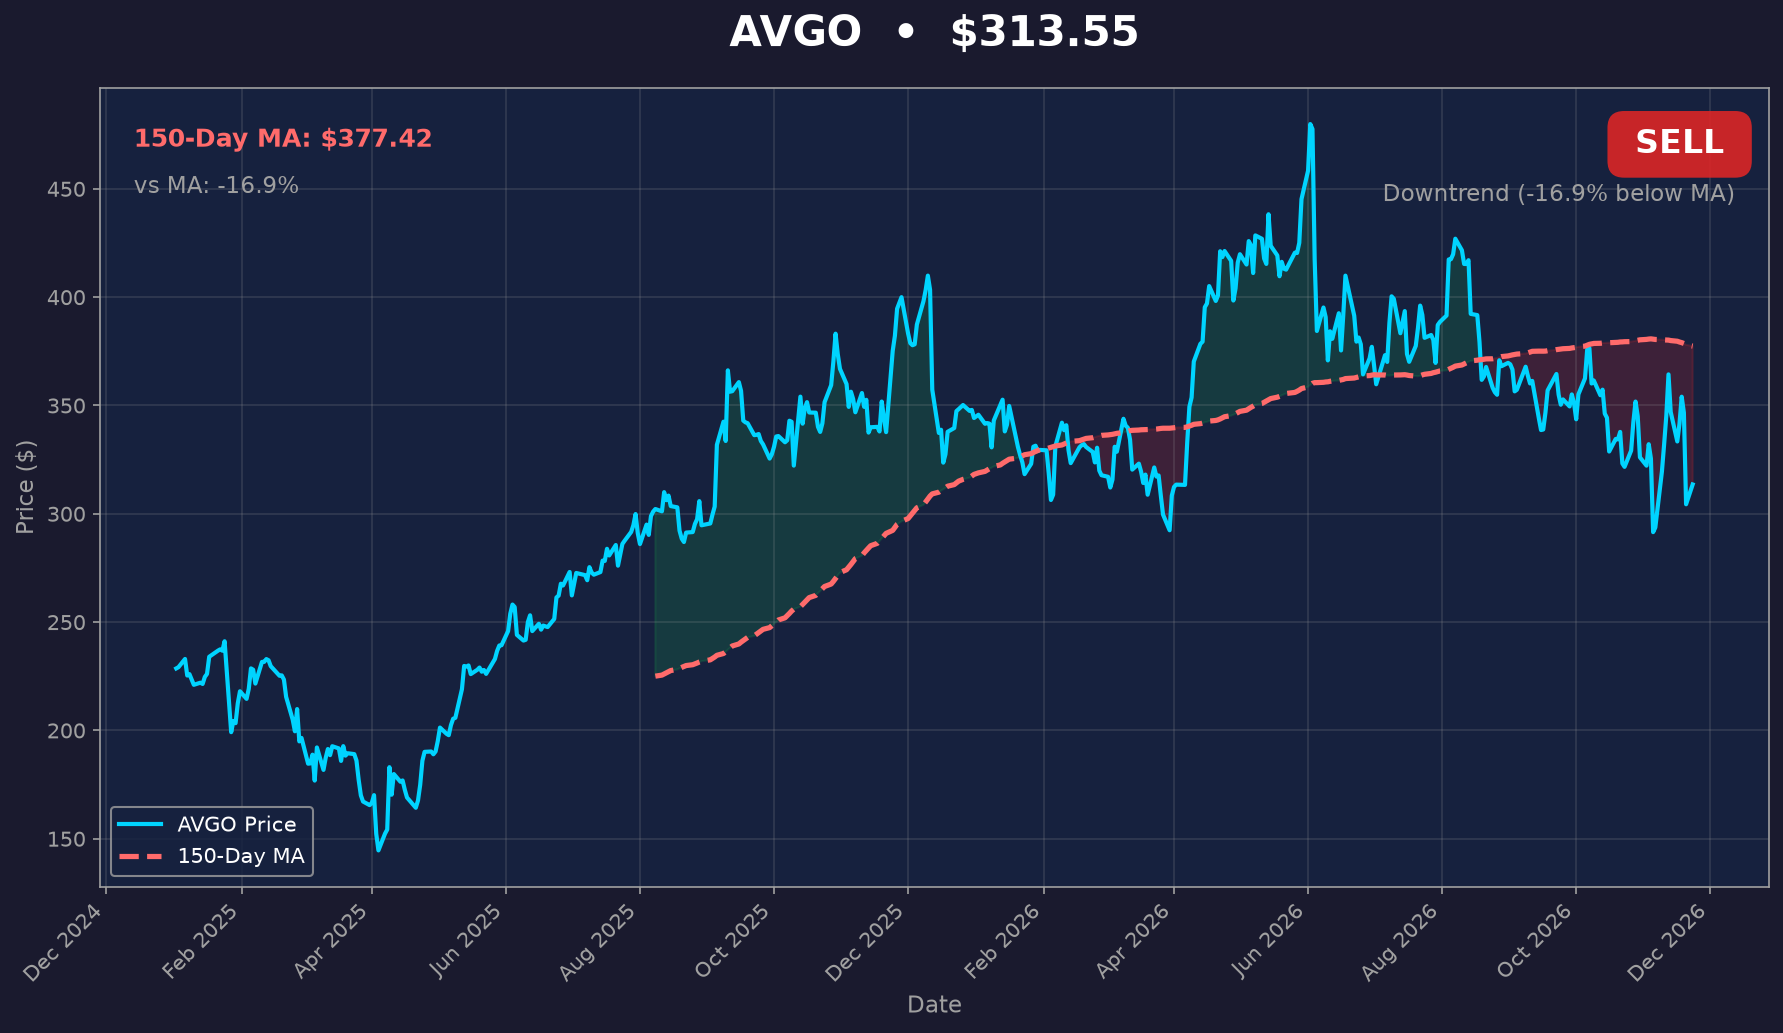 AVGO • $313.55
150-Day MA: $377.42
vs MA: -16.9%
SELL
Downtrend (-16.9% below MA)
Price ($)
450
400
350
300
250
200
150
AVGO Price
150-Day MA
Dec 2024
Feb 2025
Apr 2025
Jun 2025
Aug 2025
Oct 2025
Dec 2025
Feb 2026
Apr 2026
Jun 2026
Aug 2026
Oct 2026
Dec 2026
Date